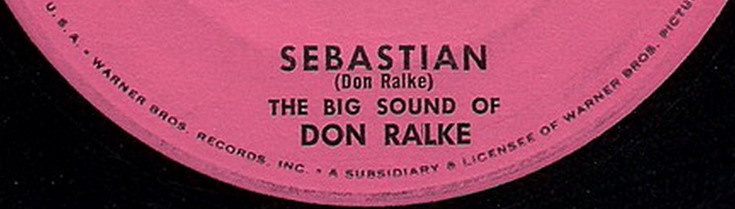 SEBASTIAN
(Don Ralke)
THE BIG SOUND OF
DON RALKE
U.S.A. • WARNER BROS. RECORDS, INC. • A SUBSIDIARY & LICENSEE OF WARNER BROS.